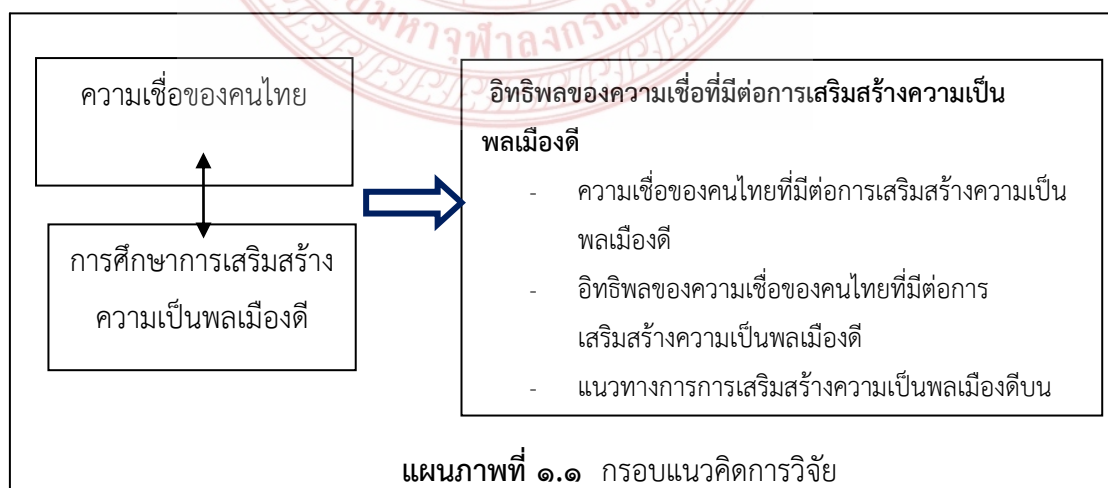 มหาจุฬาลงกรณ
ความเชื่อของคนไทย
การศึกษาการเสริมสร้าง
ความเป็นพลเมืองดี
อิทธิพลของความเชื่อที่มีต่อการเสริมสร้างความเป็น
พลเมืองดี
- ความเชื่อของคนไทยที่มีต่อการเสริมสร้างความเป็น
พลเมืองดี
- อิทธิพลของความเชื่อของคนไทยที่มีต่อการ
เสริมสร้างความเป็นพลเมืองดี
- แนวทางการการเสริมสร้างความเป็นพลเมืองดีบน
แผนภาพที่ ๑.๑ กรอบแนวคิดการวิจัย